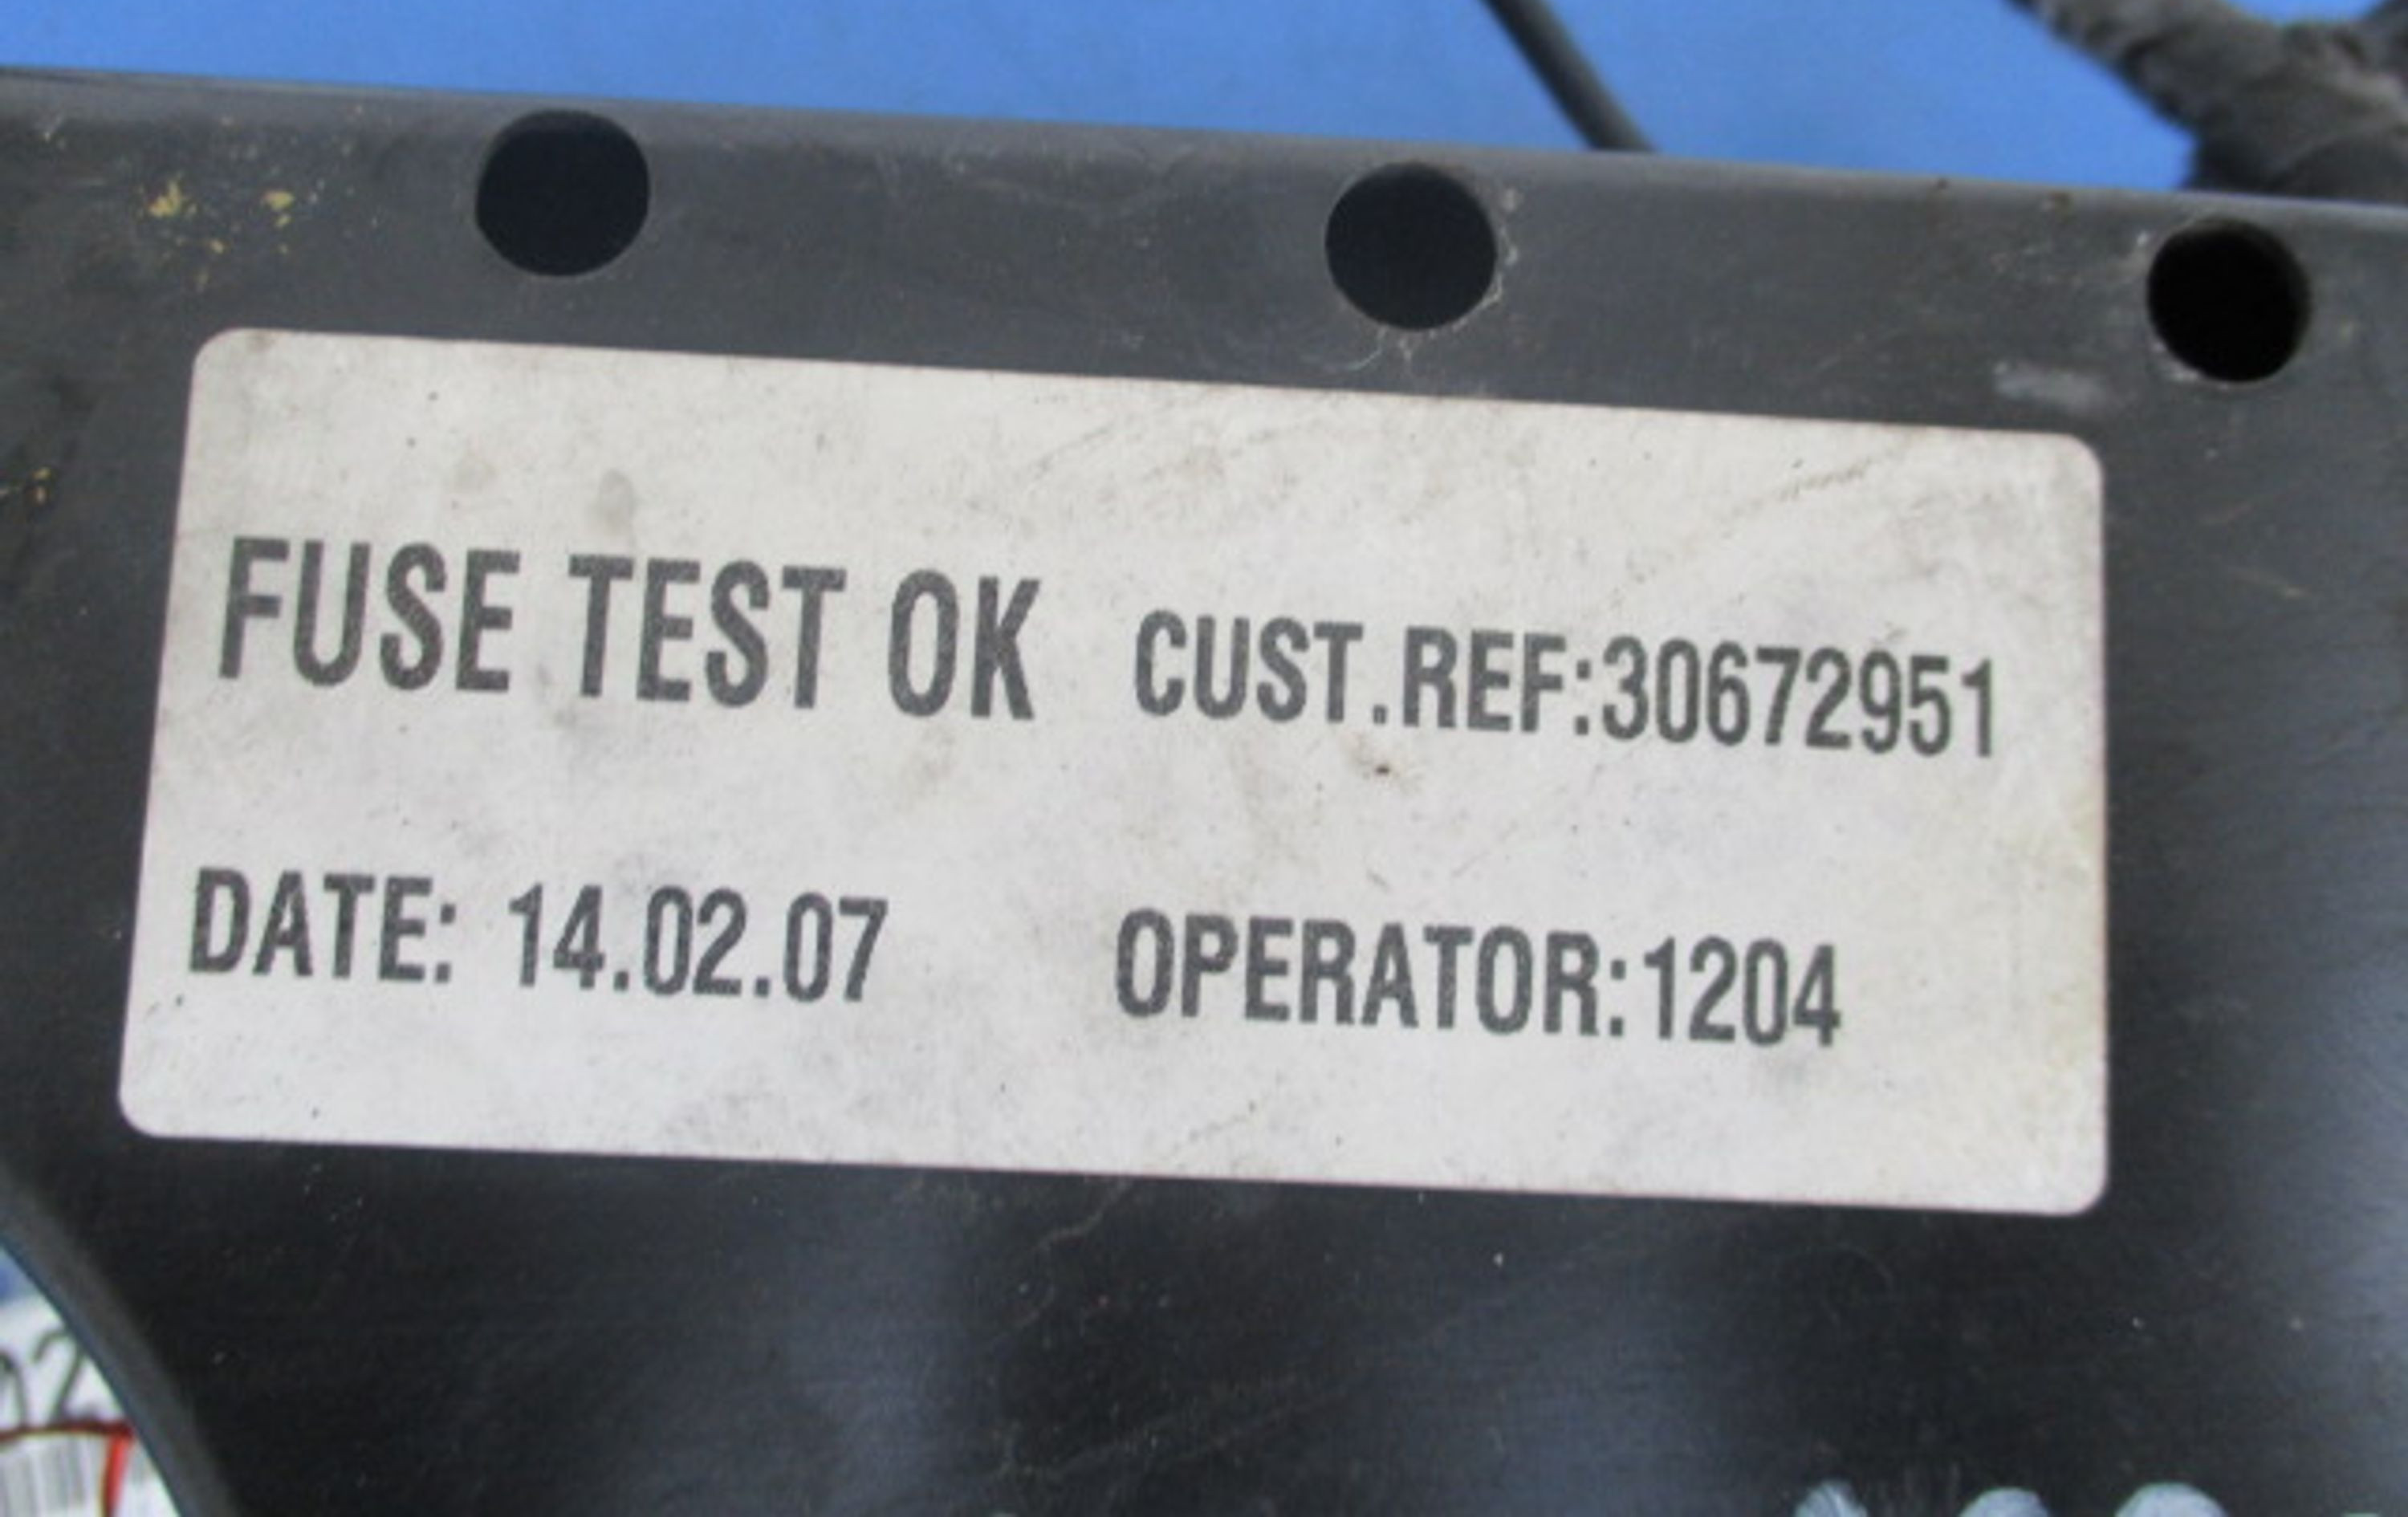 FUSE TEST OK CUST.REF:30672951
DATE: 14.02.07 OPERATOR:1204